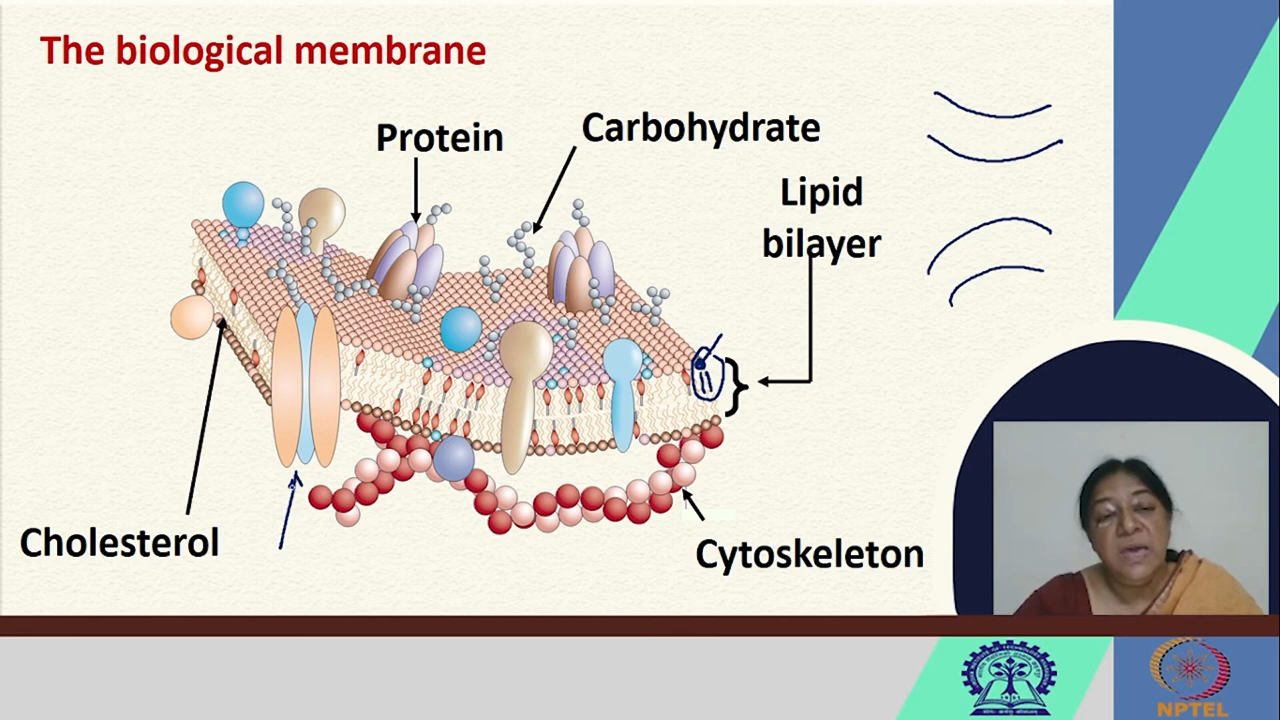 The biological membrane
Protein
Carbohydrate
Lipid
bilayer
Cholesterol
Cytoskeleton
NPTEL